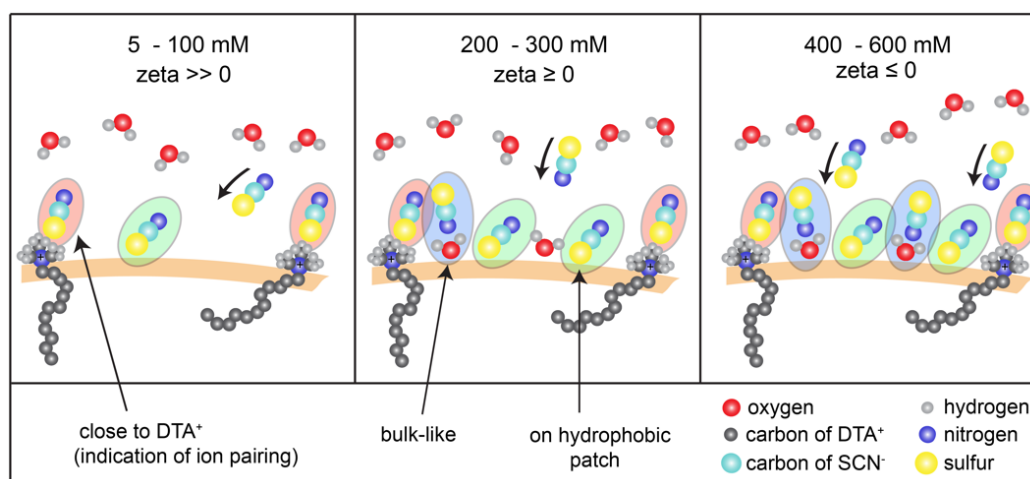 5 - 100 mM
zeta >> 0
200 - 300 mM
zeta ≥ 0
400 - 600 mM
zeta ≤ 0
+
+
+
+
+
+
close to DTA⁺
(indication of ion pairing)
bulk-like
on hydrophobic
patch
oxygen
hydrogen
carbon of DTA⁺
nitrogen
carbon of SCN⁻
sulfur